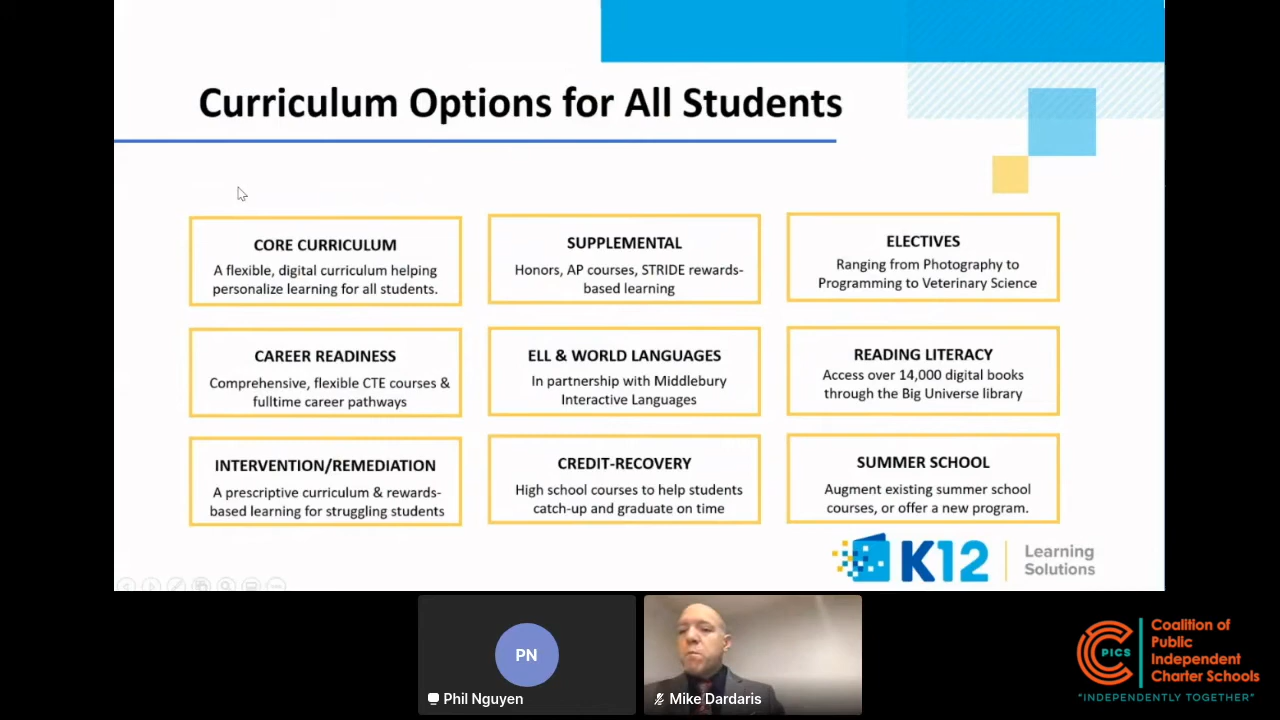 Curriculum Options for All Students
CORE CURRICULUM
A flexible, digital curriculum helping
personalize learning for all students.
SUPPLEMENTAL
Honors, AP courses, STRIDE rewards-
based learning
ELECTIVES
Ranging from Photography to
Programming to Veterinary Science
CAREER READINESS
Comprehensive, flexible CTE courses &
fulltime career pathways
ELL & WORLD LANGUAGES
In partnership with Middlebury
Interactive Languages
READING LITERACY
Access over 14,000 digital books
through the Big Universe library
INTERVENTION/REMEDIATION
A prescriptive curriculum & rewards-
based learning for struggling students
CREDIT-RECOVERY
High school courses to help students
catch-up and graduate on time
SUMMER SCHOOL
Augment existing summer school
courses, or offer a new program.
K12
Learning
Solutions
PN
Phil Nguyen
Mike Dardaris
PICS
Coalition of
Public
Independent
Charter Schools
"INDEPENDENTLY TOGETHER"